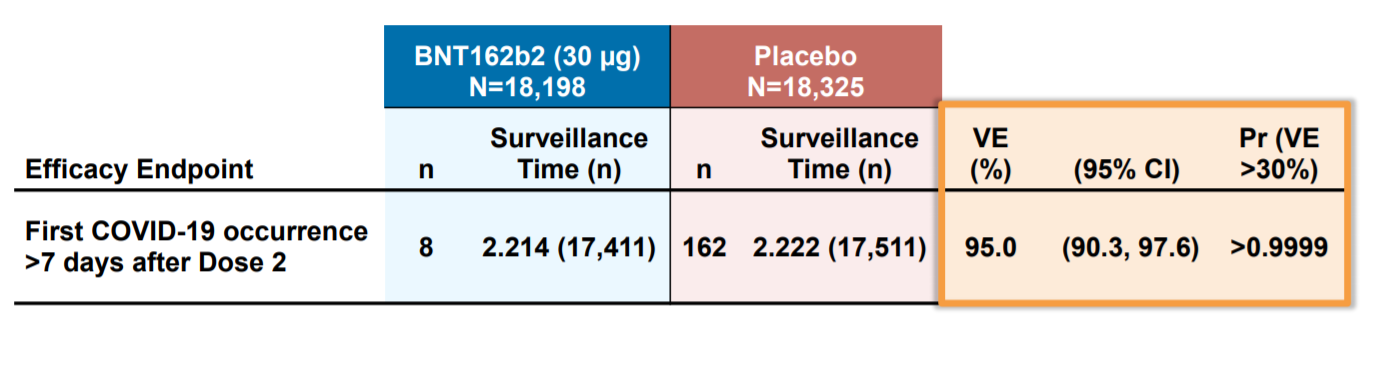 BNT162b2 (30 µg)
N=18,198
Placebo
N=18,325
Efficacy Endpoint
n
Surveillance
Time (n)
n
Surveillance
Time (n)
VE
(%)
(95% CI)
Pr (VE
>30%)
First COVID-19 occurrence
>7 days after Dose 2
8
2.214 (17,411)
162
2.222 (17,511)
95.0
(90.3, 97.6)
>0.9999